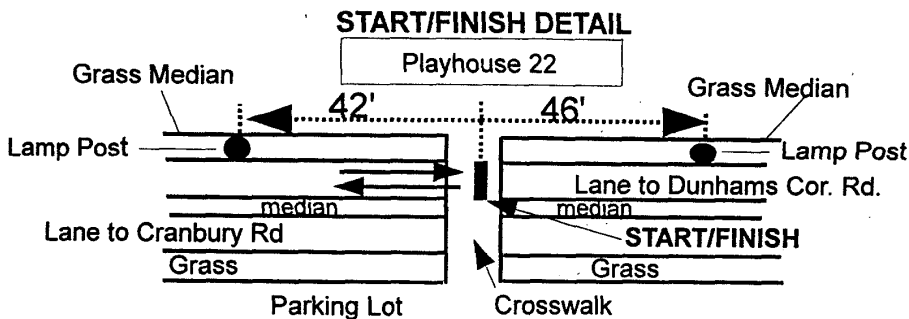 START/FINISH DETAIL
Playhouse 22
Grass Median
Grass Median
42'
46'
Lamp Post
Lamp Post
Lane to Dunhams Cor. Rd.
median
median
Lane to Cranbury Rd
START/FINISH
Grass
Grass
Parking Lot
Crosswalk